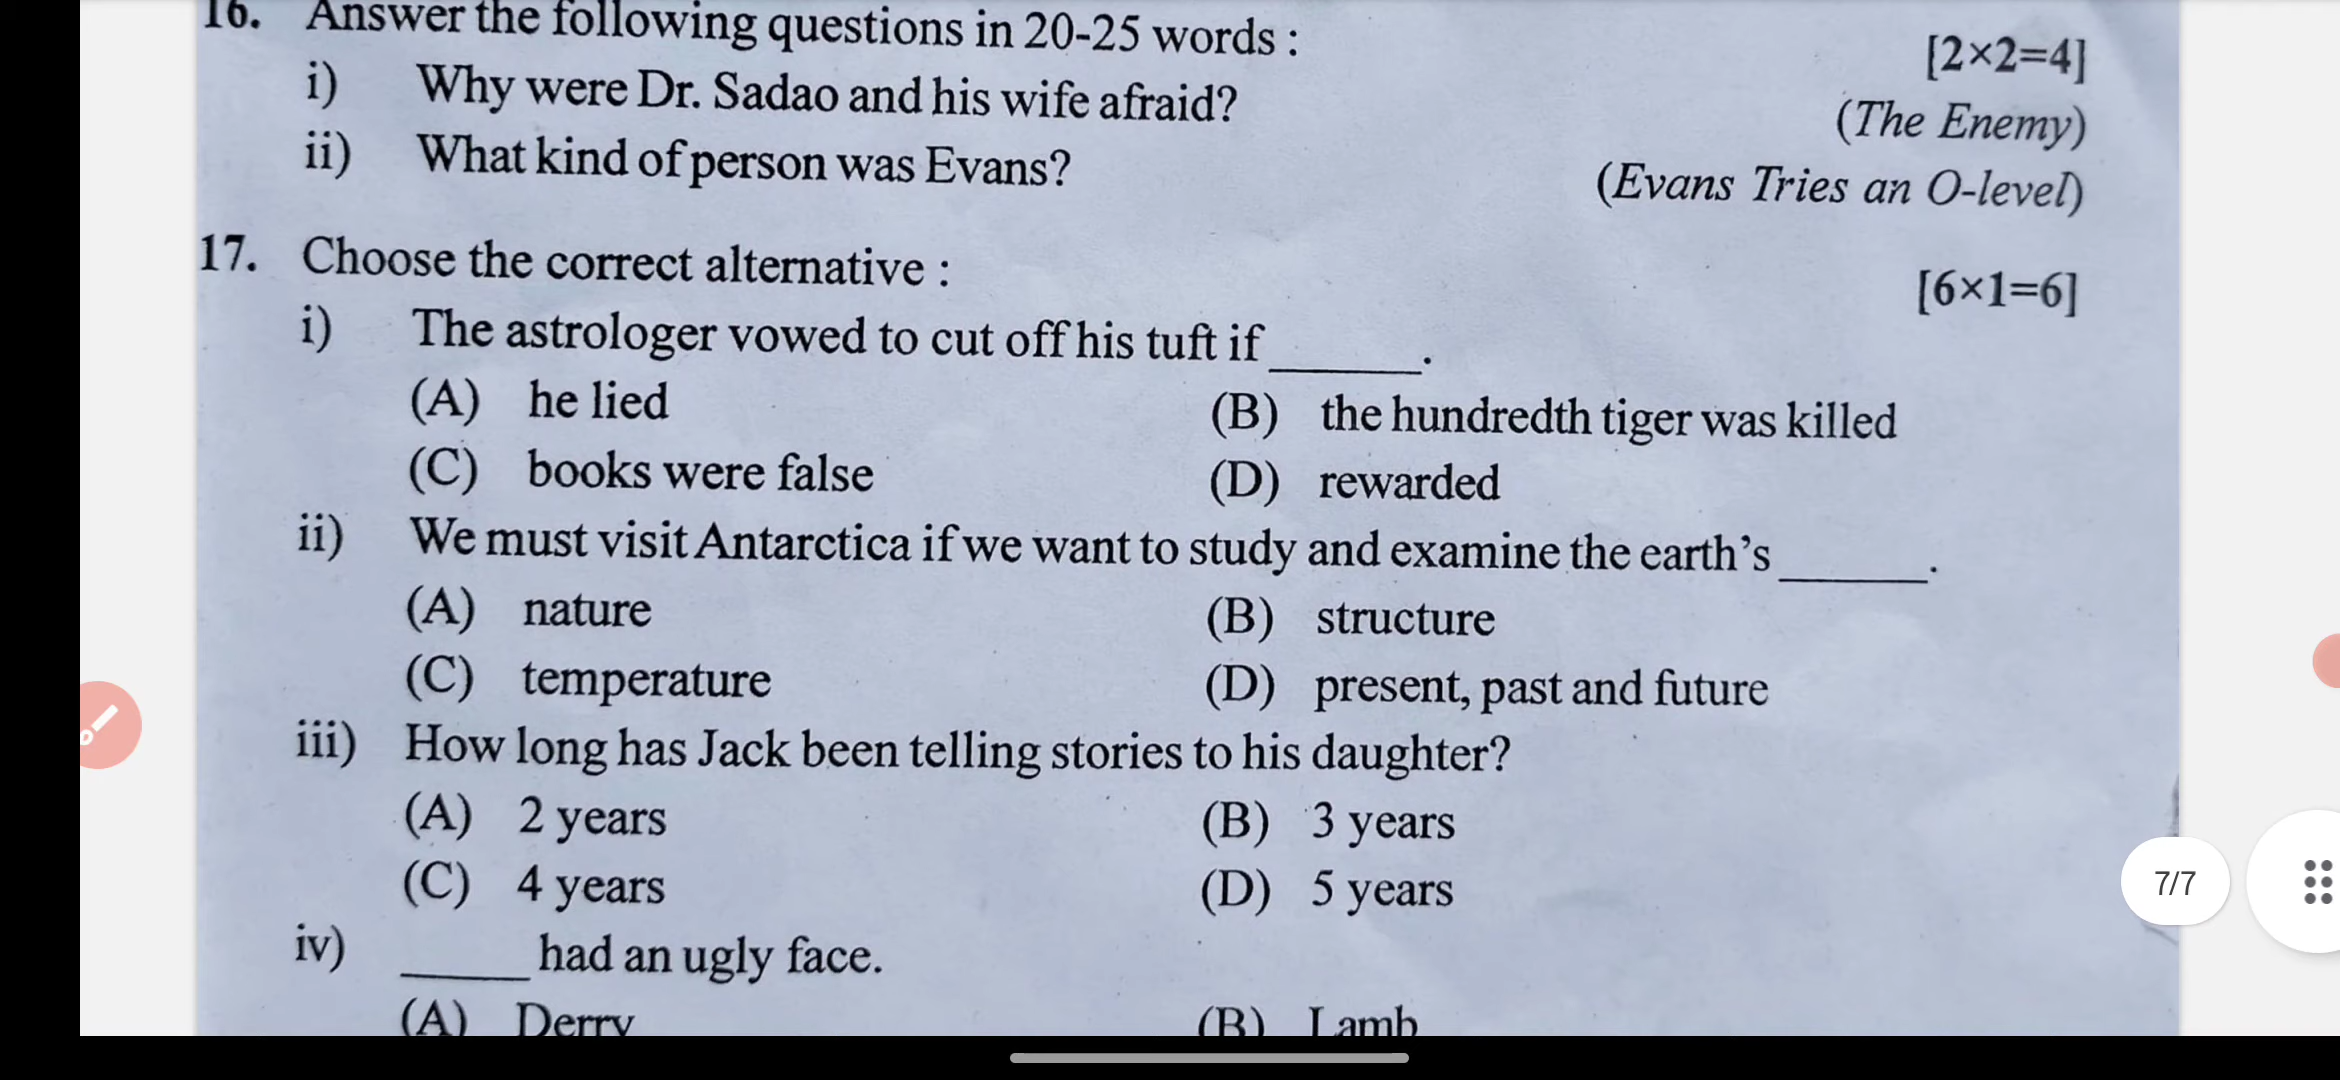 16. Answer the following questions in 20-25 words : [2×2=4]
i) Why were Dr. Sadao and his wife afraid? (The Enemy)
ii) What kind of person was Evans? (Evans Tries an O-level)
17. Choose the correct alternative : [6×1=6]
i) The astrologer vowed to cut off his tuft if ______.
(A) he lied (B) the hundredth tiger was killed
(C) books were false (D) rewarded
ii) We must visit Antarctica if we want to study and examine the earth's ______.
(A) nature (B) structure
(C) temperature (D) present, past and future
iii) How long has Jack been telling stories to his daughter?
(A) 2 years (B) 3 years
(C) 4 years (D) 5 years
7/7
iv) _____ had an ugly face.
(A) Derry (B) Lamb